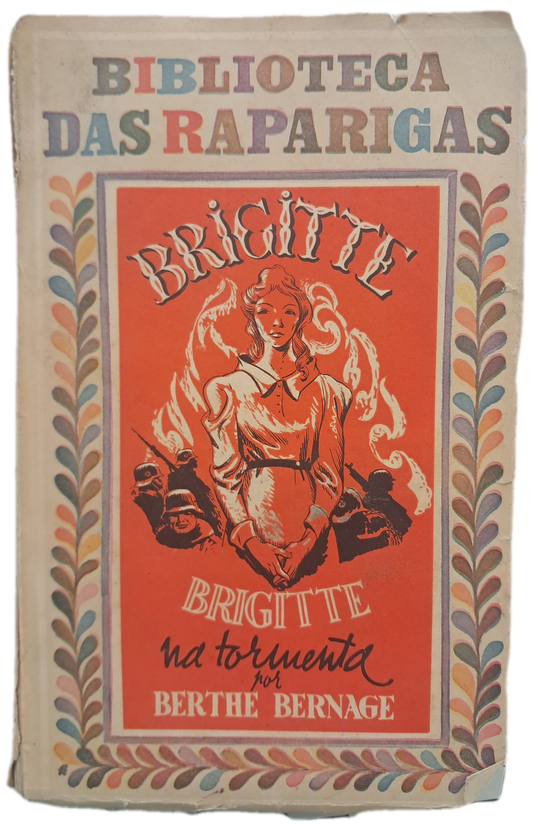 BIBLIOTECA
DAS RAPARIGAS
BRIGITTE
BRIGITTE
na tormenta
por
BERTHE BERNAGE